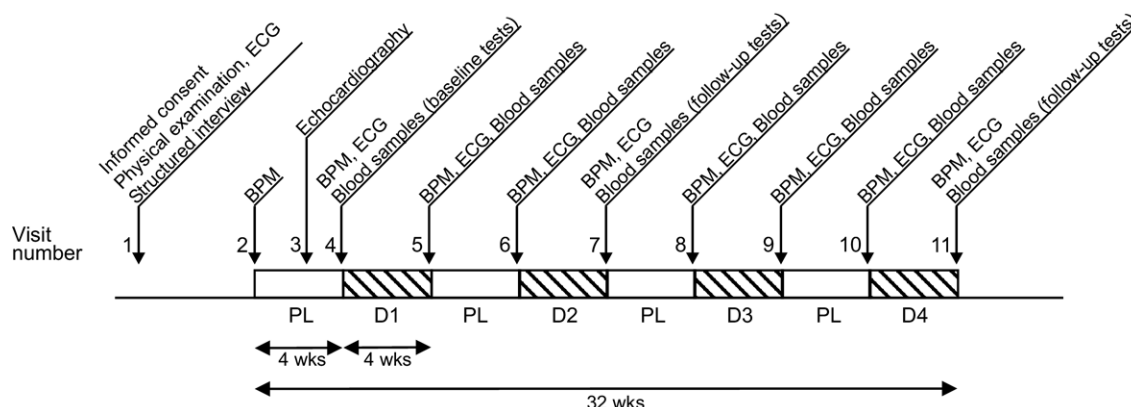 Informed consent
Physical examination, ECG
Structured interview
BPM
Echocardiography
BPM, ECG
Blood samples (baseline tests)
BPM, ECG, Blood samples
BPM, ECG, Blood samples
BPM, ECG
Blood samples (follow-up tests)
BPM, ECG, Blood samples
BPM, ECG, Blood samples
BPM, ECG, Blood samples
BPM, ECG
Blood samples (follow-up tests)
Visit
number
1 2 3 4 5 6 7 8 9 10 11
PL D1 PL D2 PL D3 PL D4
4 wks 4 wks
32 wks